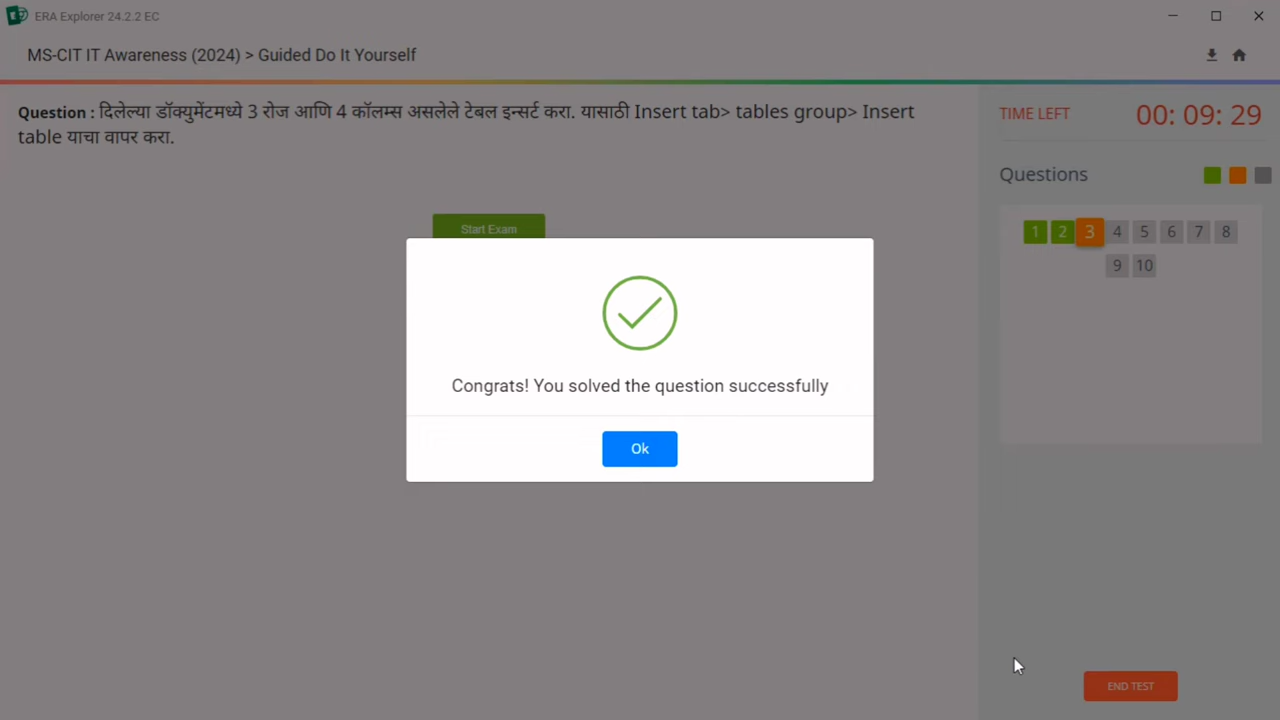 ERA Explorer 24.2.2 EC
MS-CIT IT Awareness (2024) > Guided Do It Yourself
Question : दिलेल्या डॉक्युमेंटमध्ये 3 रोज आणि 4 कॉलम्स असलेले टेबल इन्सर्ट करा. यासाठी Insert tab> tables group> Insert
table याचा वापर करा.
TIME LEFT 00: 09: 29
Questions
Start Exam
1 2 3 4 5 6 7 8
9 10
Congrats! You solved the question successfully
Ok
END TEST